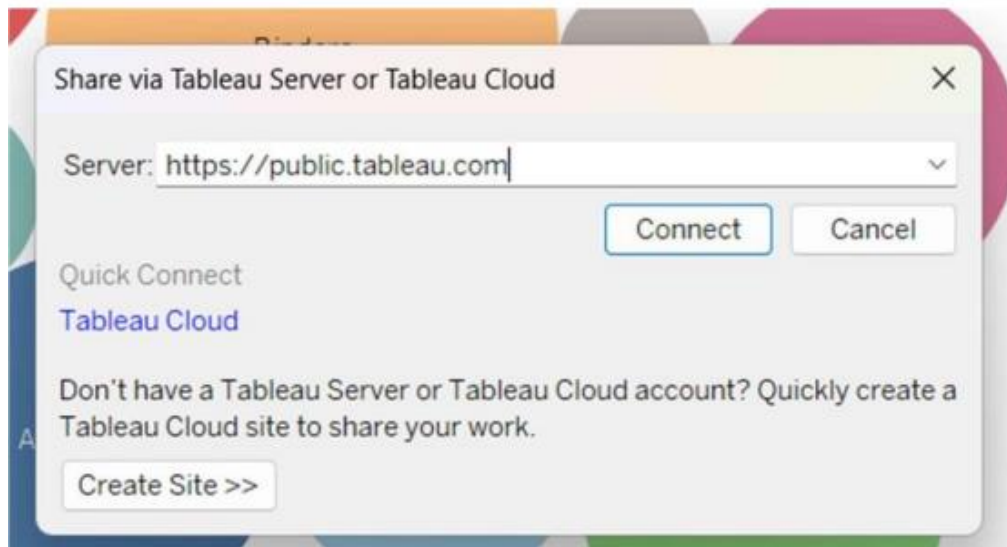 Share via Tableau Server or Tableau Cloud
Server: https://public.tableau.com
Connect Cancel
Quick Connect
Tableau Cloud
Don't have a Tableau Server or Tableau Cloud account? Quickly create a
Tableau Cloud site to share your work.
A
Create Site >>